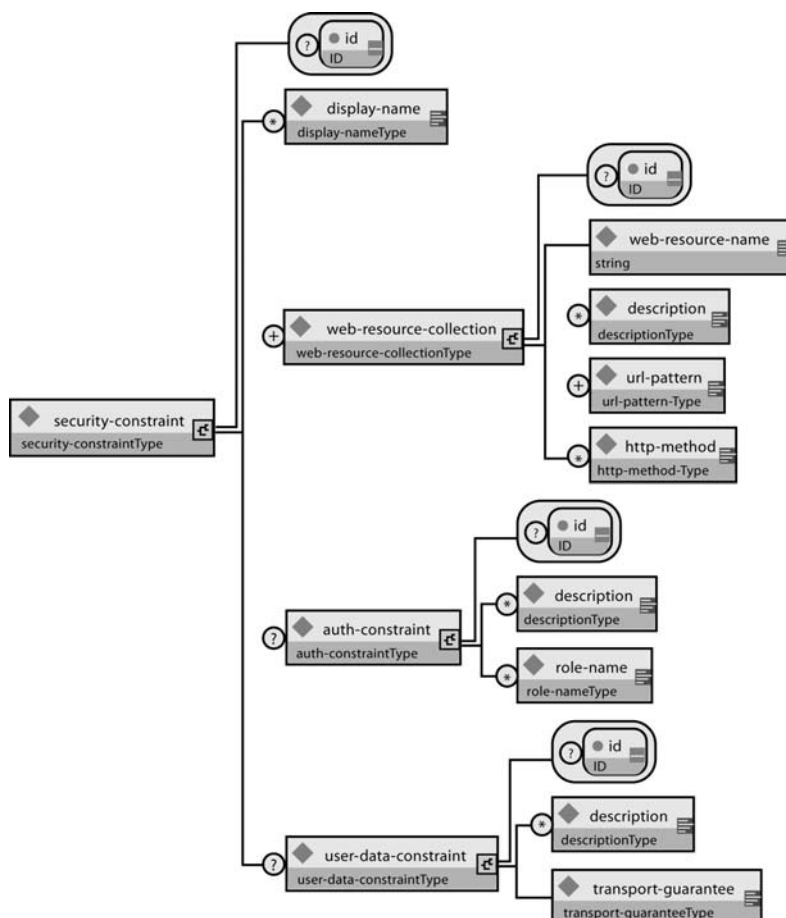 ? id
ID
* display-name
display-nameType
? id
ID
web-resource-name
string
+ web-resource-collection
web-resource-collectionType
* description
descriptionType
+ url-pattern
url-pattern-Type
security-constraint
security-constraintType
* http-method
http-method-Type
? id
ID
* description
descriptionType
? auth-constraint
auth-constraintType
* role-name
role-nameType
? id
ID
* description
descriptionType
? user-data-constraint
user-data-constraintType
transport-guarantee
transport-guaranteeType